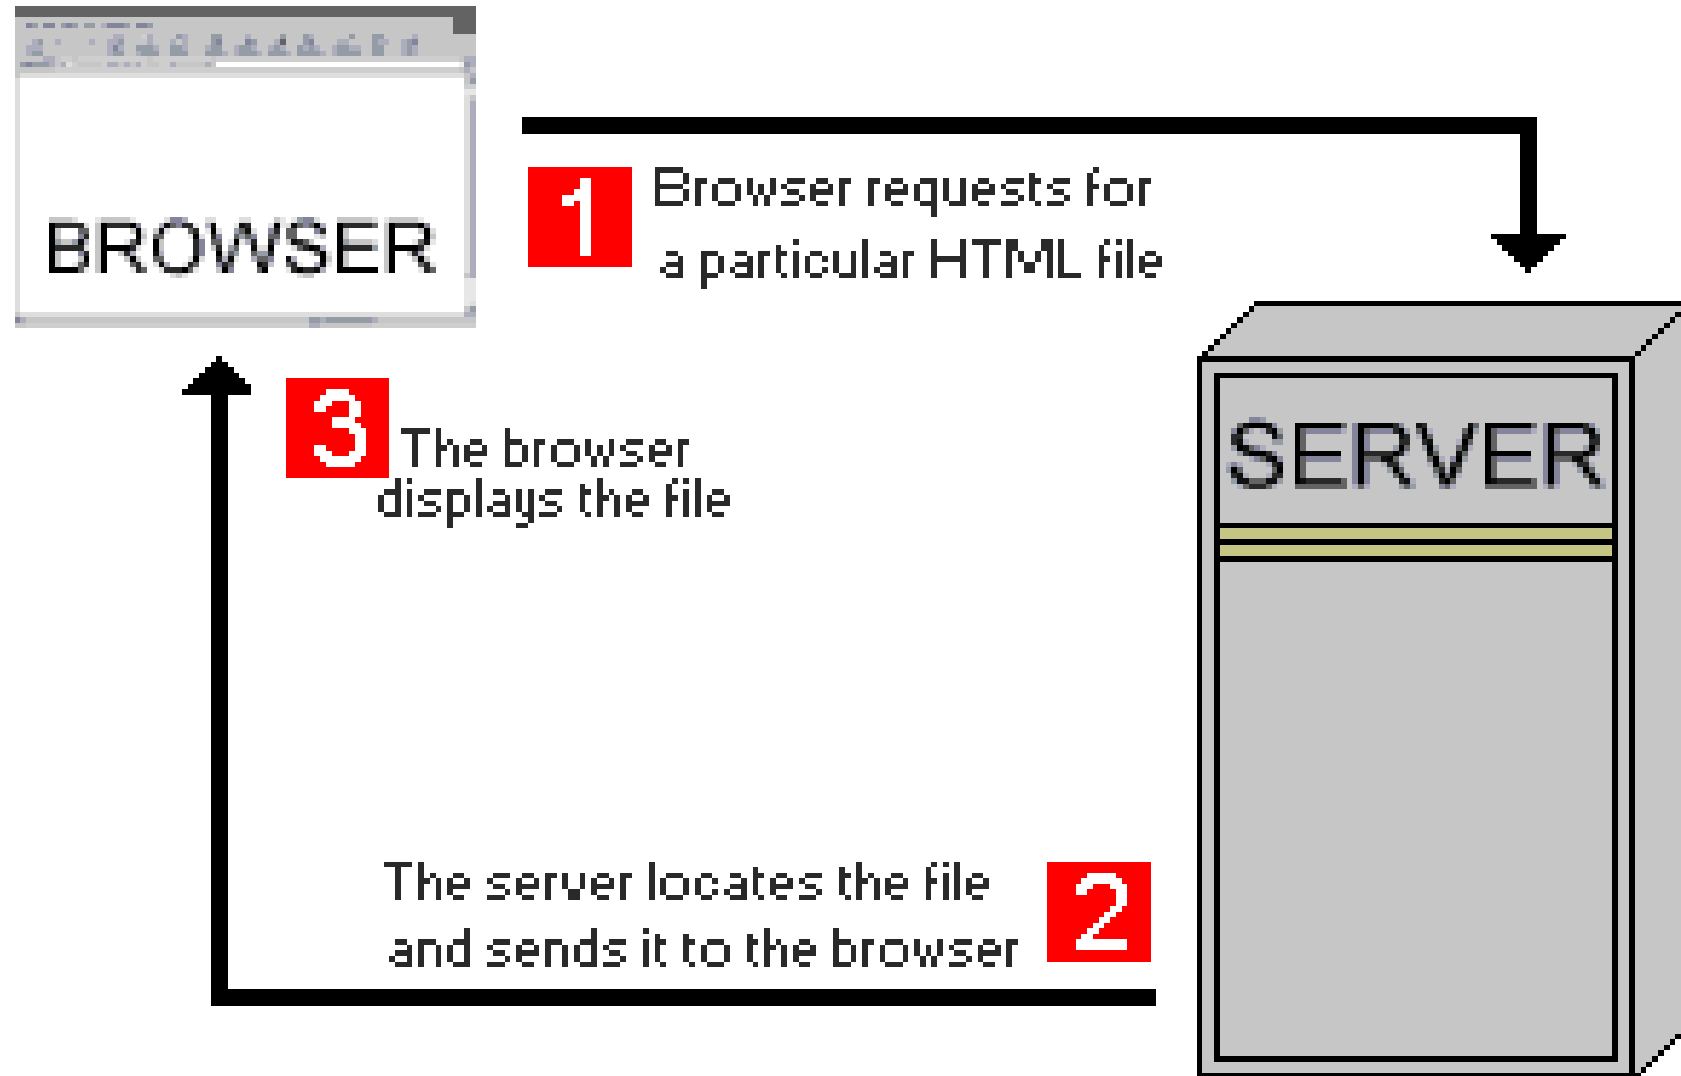 BROWSER
1
Browser requests for
a particular HTML file
3
The browser
displays the file
SERVER
The server locates the file
and sends it to the browser
2